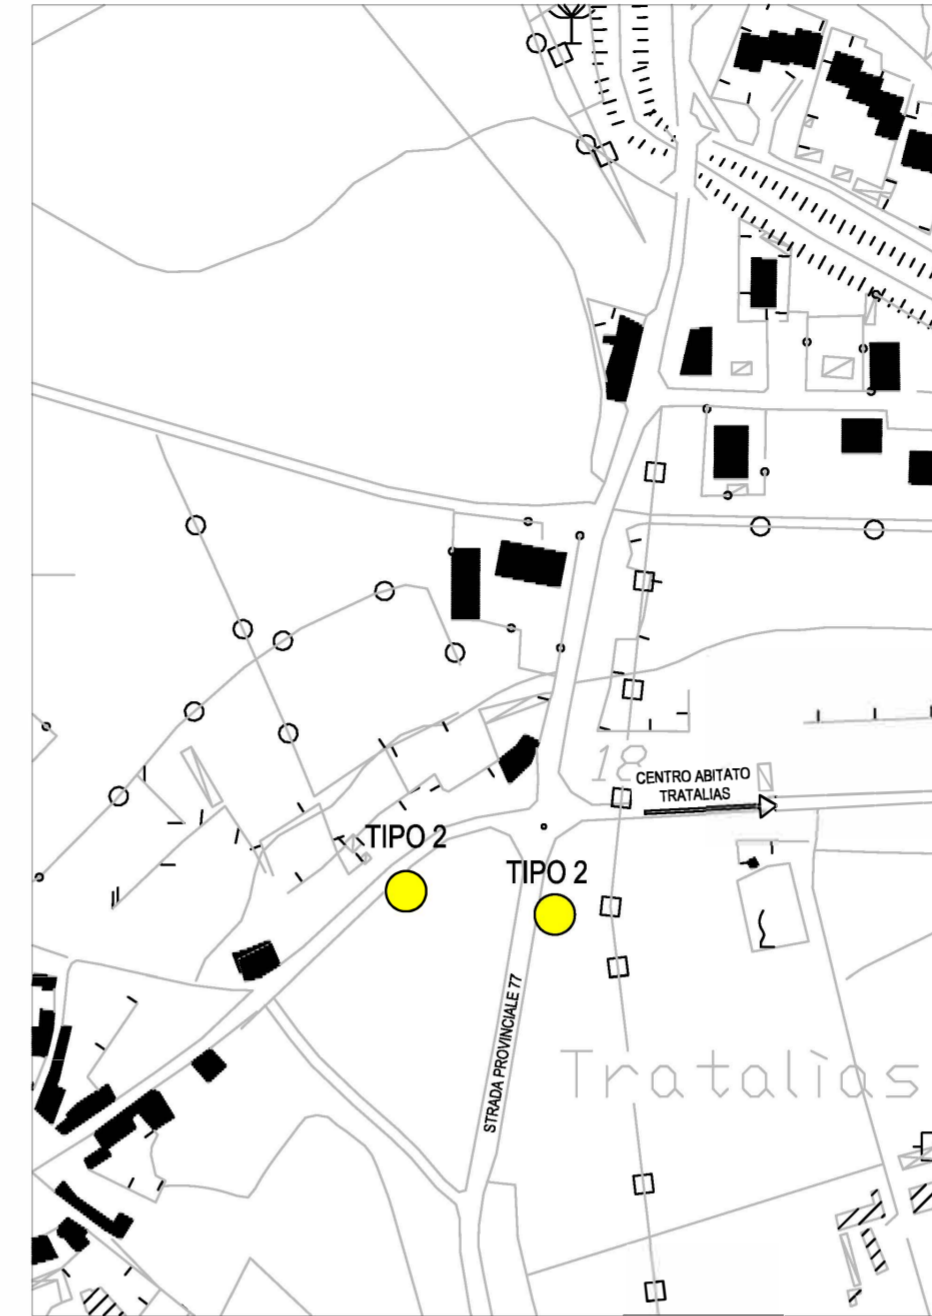 18
CENTRO ABITATO
TRATALIAS
TIPO 2
TIPO 2
STRADA PROVINCIALE 77
Tratalìas